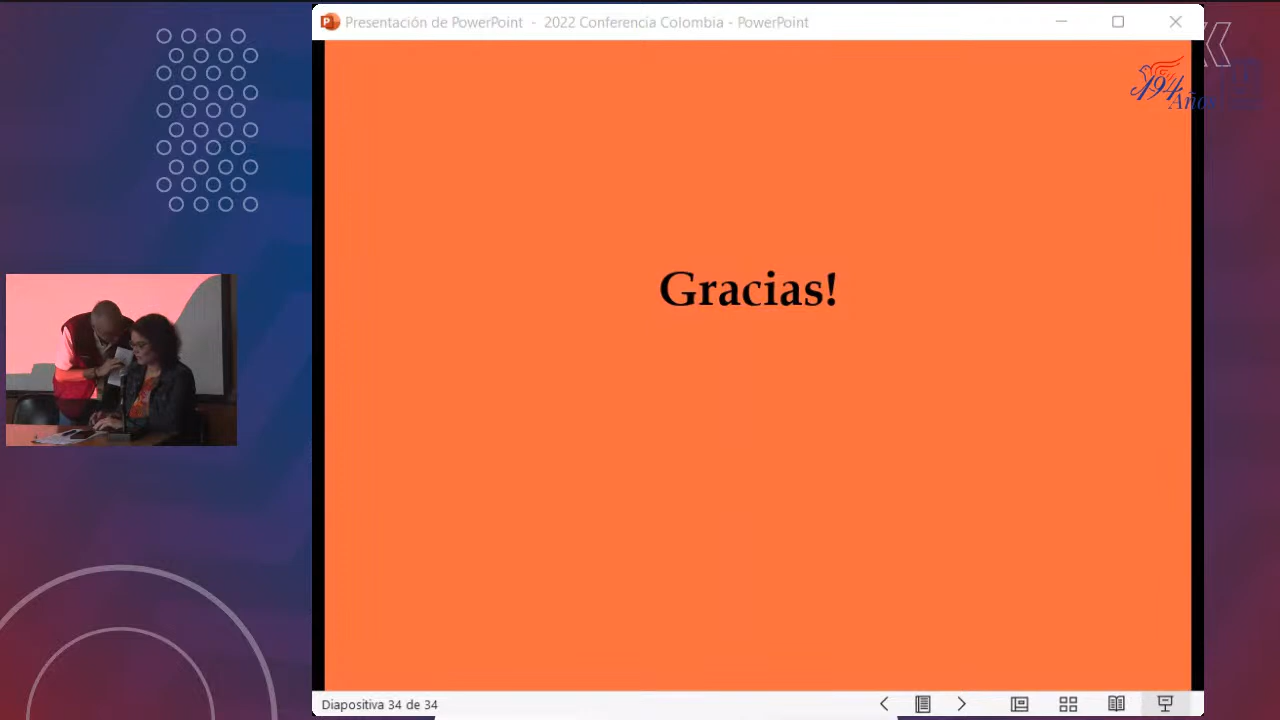 Presentación de PowerPoint - 2022 Conferencia Colombia - PowerPoint
194
Años
Gracias!
Diapositiva 34 de 34